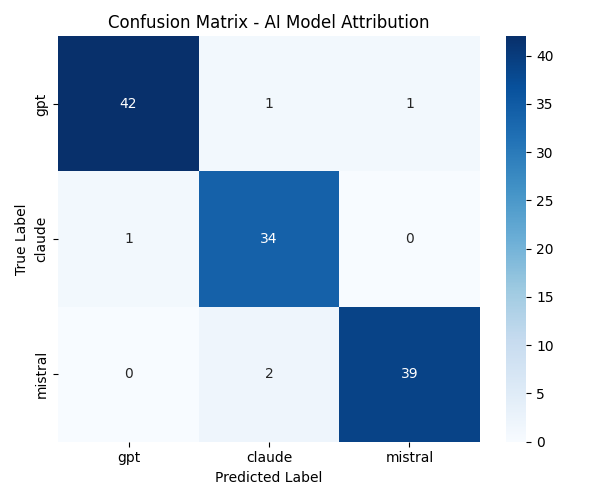 Confusion Matrix - AI Model Attribution
gpt
42
1
1
claude
1
34
0
mistral
0
2
39
True Label
gpt
claude
mistral
Predicted Label
40
35
30
25
20
15
10
5
0